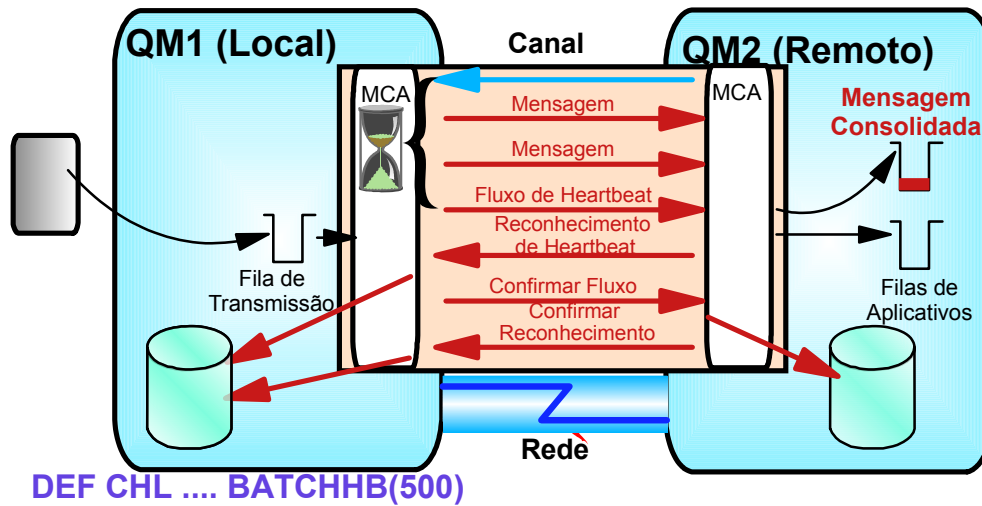 QM1 (Local)
Canal
QM2 (Remoto)
MCA
MCA
Mensagem
Mensagem
Consolidada
Mensagem
Fluxo de Heartbeat
Reconhecimento
de Heartbeat
Fila de
Transmissão
Confirmar Fluxo
Filas de
Aplicativos
Confirmar
Reconhecimento
Rede
DEF CHL .... BATCHHB(500)